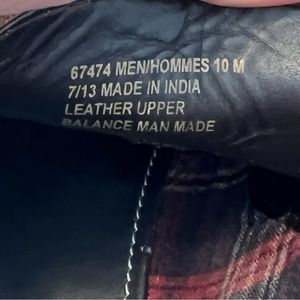 67474 MEN/HOMMES 10 M
7/13 MADE IN INDIA
LEATHER UPPER
BALANCE MAN MADE